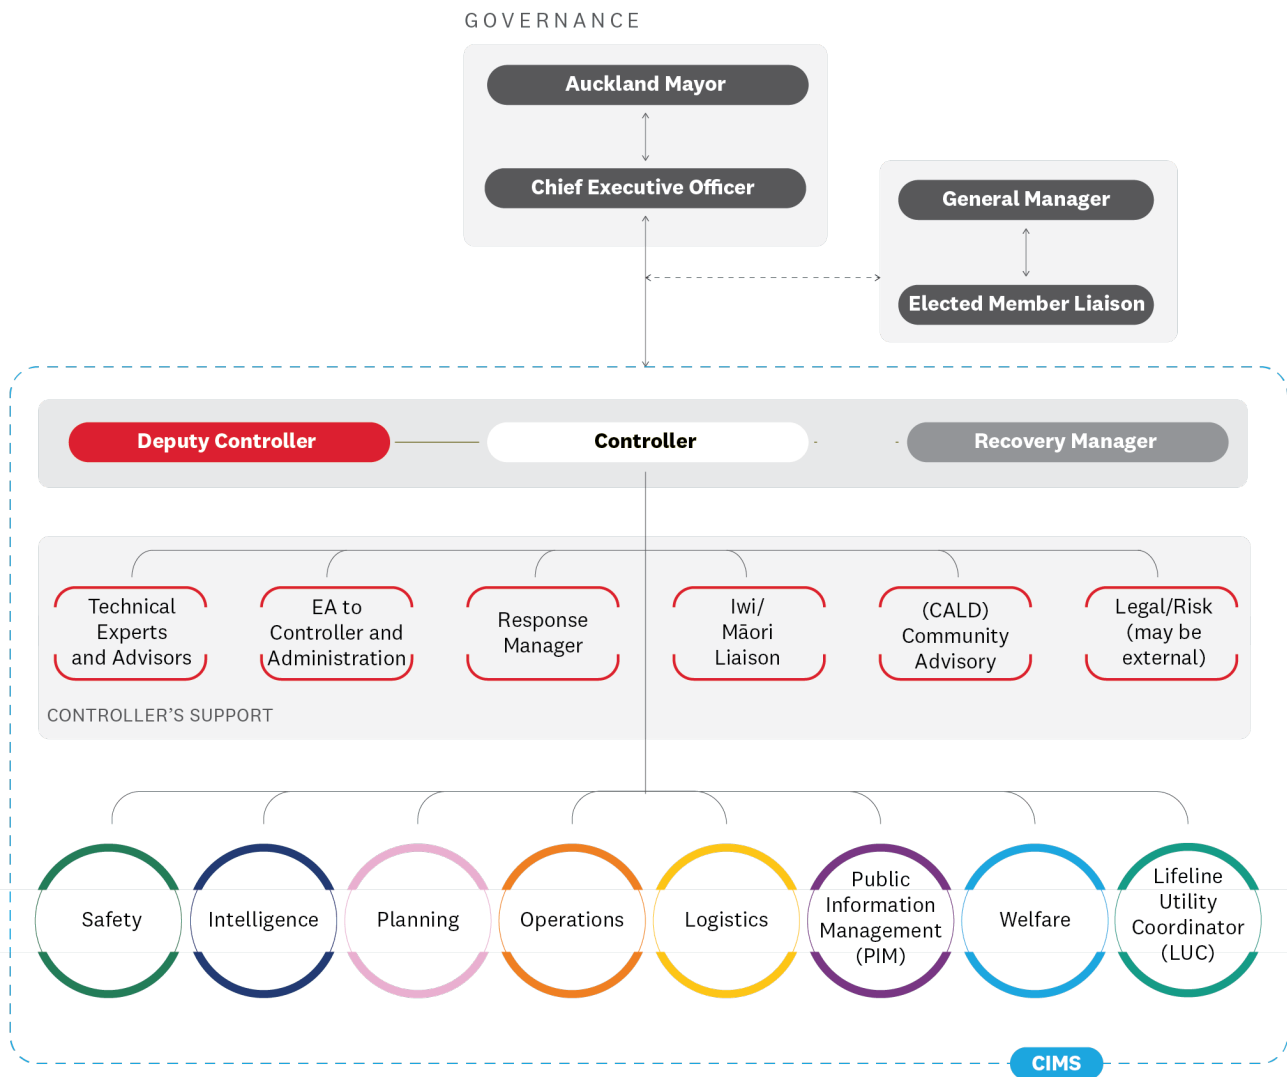 GOVERNANCE
Auckland Mayor
Chief Executive Officer
General Manager
Elected Member Liaison
Deputy Controller
Controller
Recovery Manager
Technical
Experts
and Advisors
EA to
Controller and
Administration
Response
Manager
Iwi/
Māori
Liaison
(CALD)
Community
Advisory
Legal/Risk
(may be
external)
CONTROLLER’S SUPPORT
Safety
Intelligence
Planning
Operations
Logistics
Public
Information
Management
(PIM)
Welfare
Lifeline
Utility
Coordinator
(LUC)
CIMS